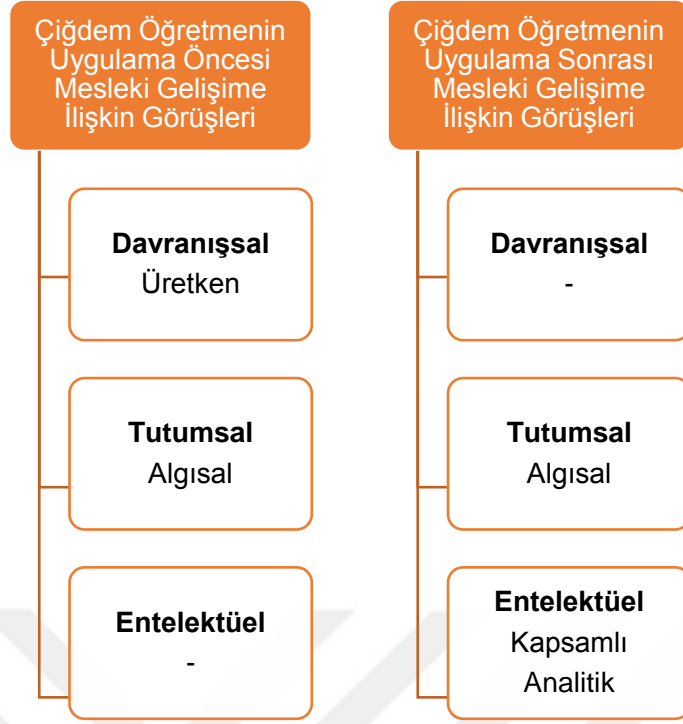 Çiğdem Öğretmenin
Uygulama Öncesi
Mesleki Gelişime
İlişkin Görüşleri
Davranışsal
Üretken
Tutumsal
Algısal
Entelektüel
-
Çiğdem Öğretmenin
Uygulama Sonrası
Mesleki Gelişime
İlişkin Görüşleri
Davranışsal
-
Tutumsal
Algısal
Entelektüel
Kapsamlı
Analitik